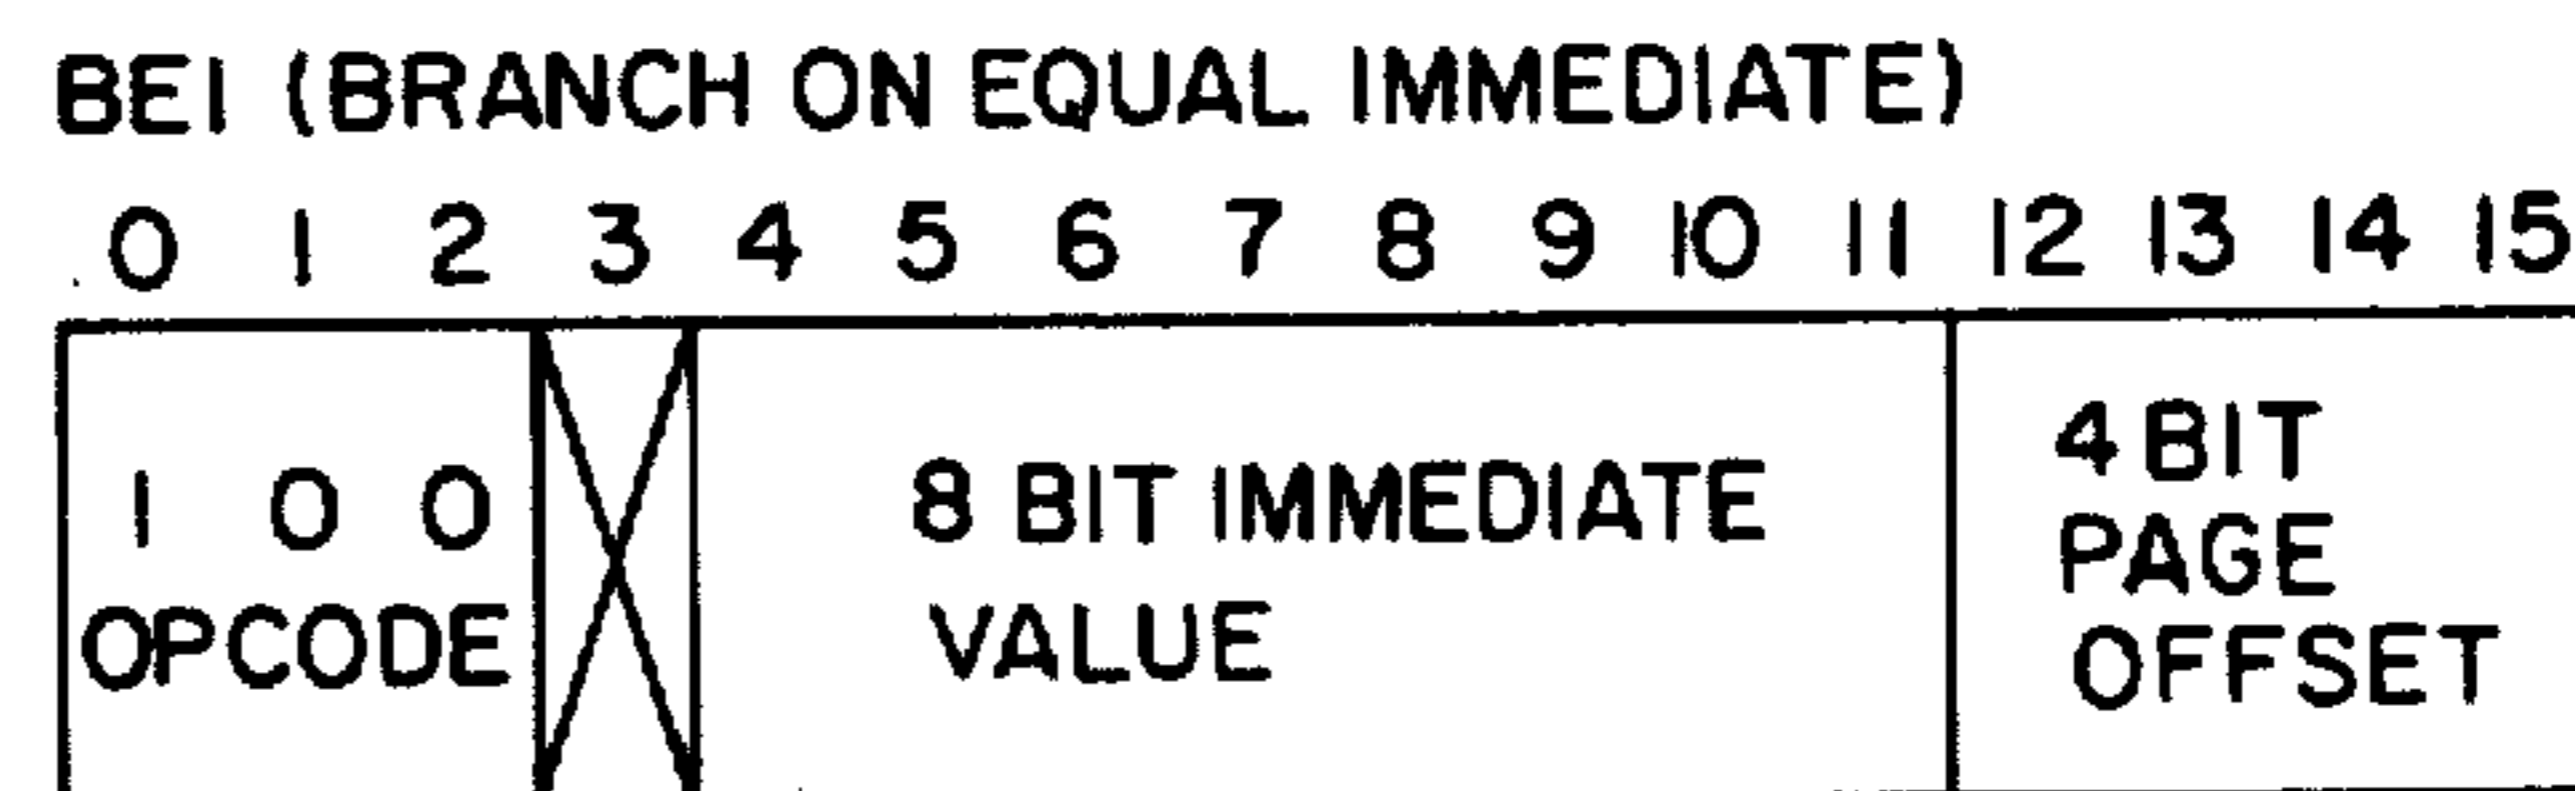 BEI (BRANCH ON EQUAL IMMEDIATE)
0 1 2 3 4 5 6 7 8 9 10 11 12 13 14 15
1 0 0
OPCODE
8 BIT IMMEDIATE
VALUE
4 BIT
PAGE
OFFSET